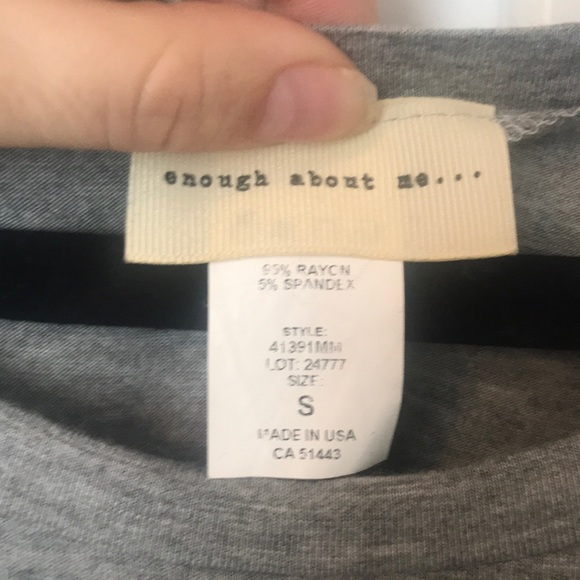 enough about me...
95% RAYON
5% SPANDEX
STYLE:
41391MM
LOT: 24777
SIZE:
S
MADE IN USA
CA 51443